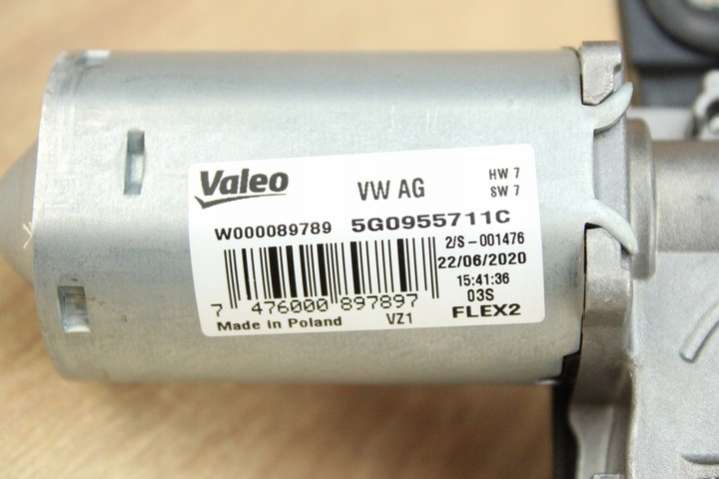 Valeo VW AG HW 7
SW 7
W000089789 5G0955711C
2/S-001476
22/06/2020
15:41:36
03S
7 476000 897897
Made in Poland VZ1 FLEX2